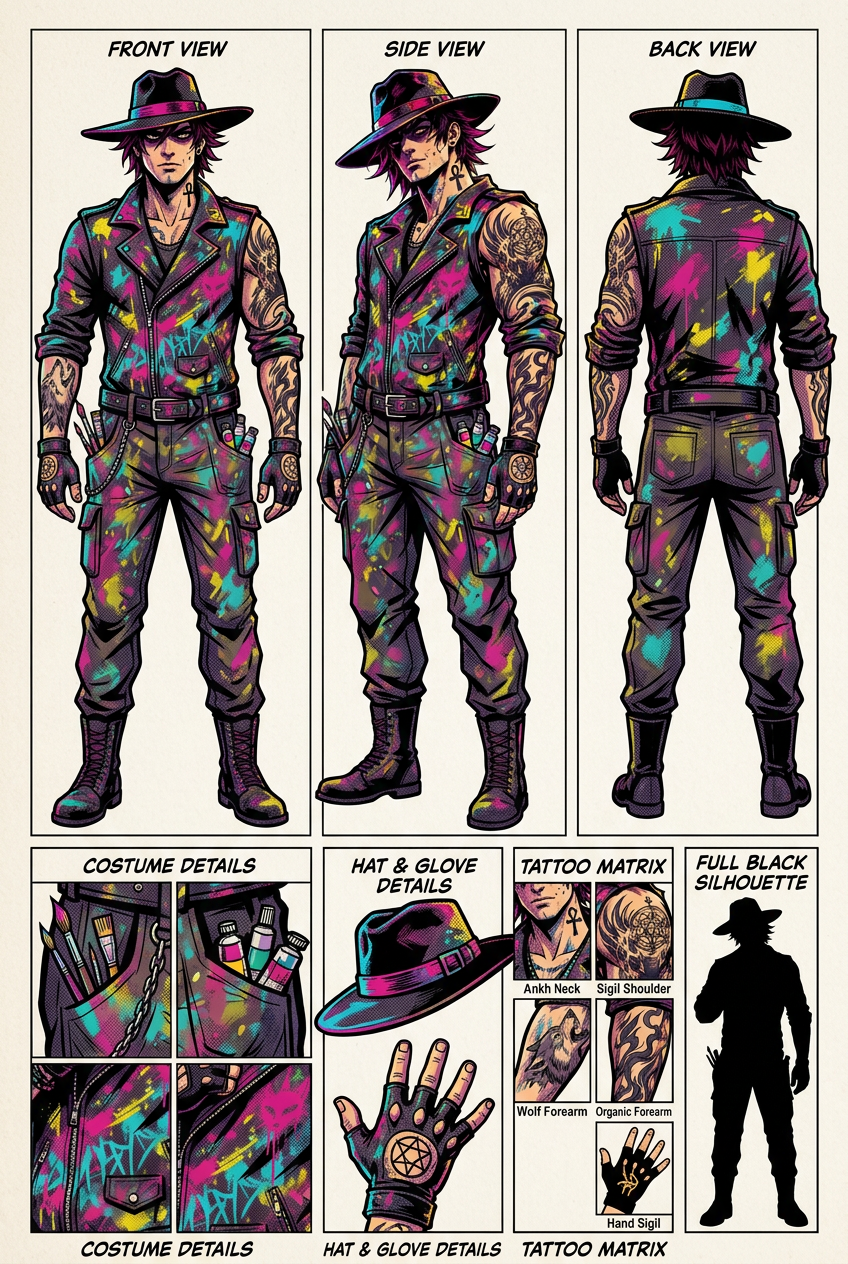 FRONT VIEW
SIDE VIEW
BACK VIEW
COSTUME DETAILS
HAT & GLOVE
DETAILS
TATTOO MATRIX
FULL BLACK
SILHOUETTE
Ankh Neck
Sigil Shoulder
Wolf Forearm
Organic Forearm
Hand Sigil
COSTUME DETAILS
HAT & GLOVE DETAILS
TATTOO MATRIX